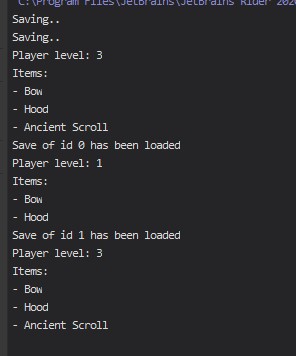 C:\Program Files\JetBrains\JetBrains Rider 202
Saving..
Saving..
Player level: 3
Items:
- Bow
- Hood
- Ancient Scroll
Save of id 0 has been loaded
Player level: 1
Items:
- Bow
- Hood
Save of id 1 has been loaded
Player level: 3
Items:
- Bow
- Hood
- Ancient Scroll